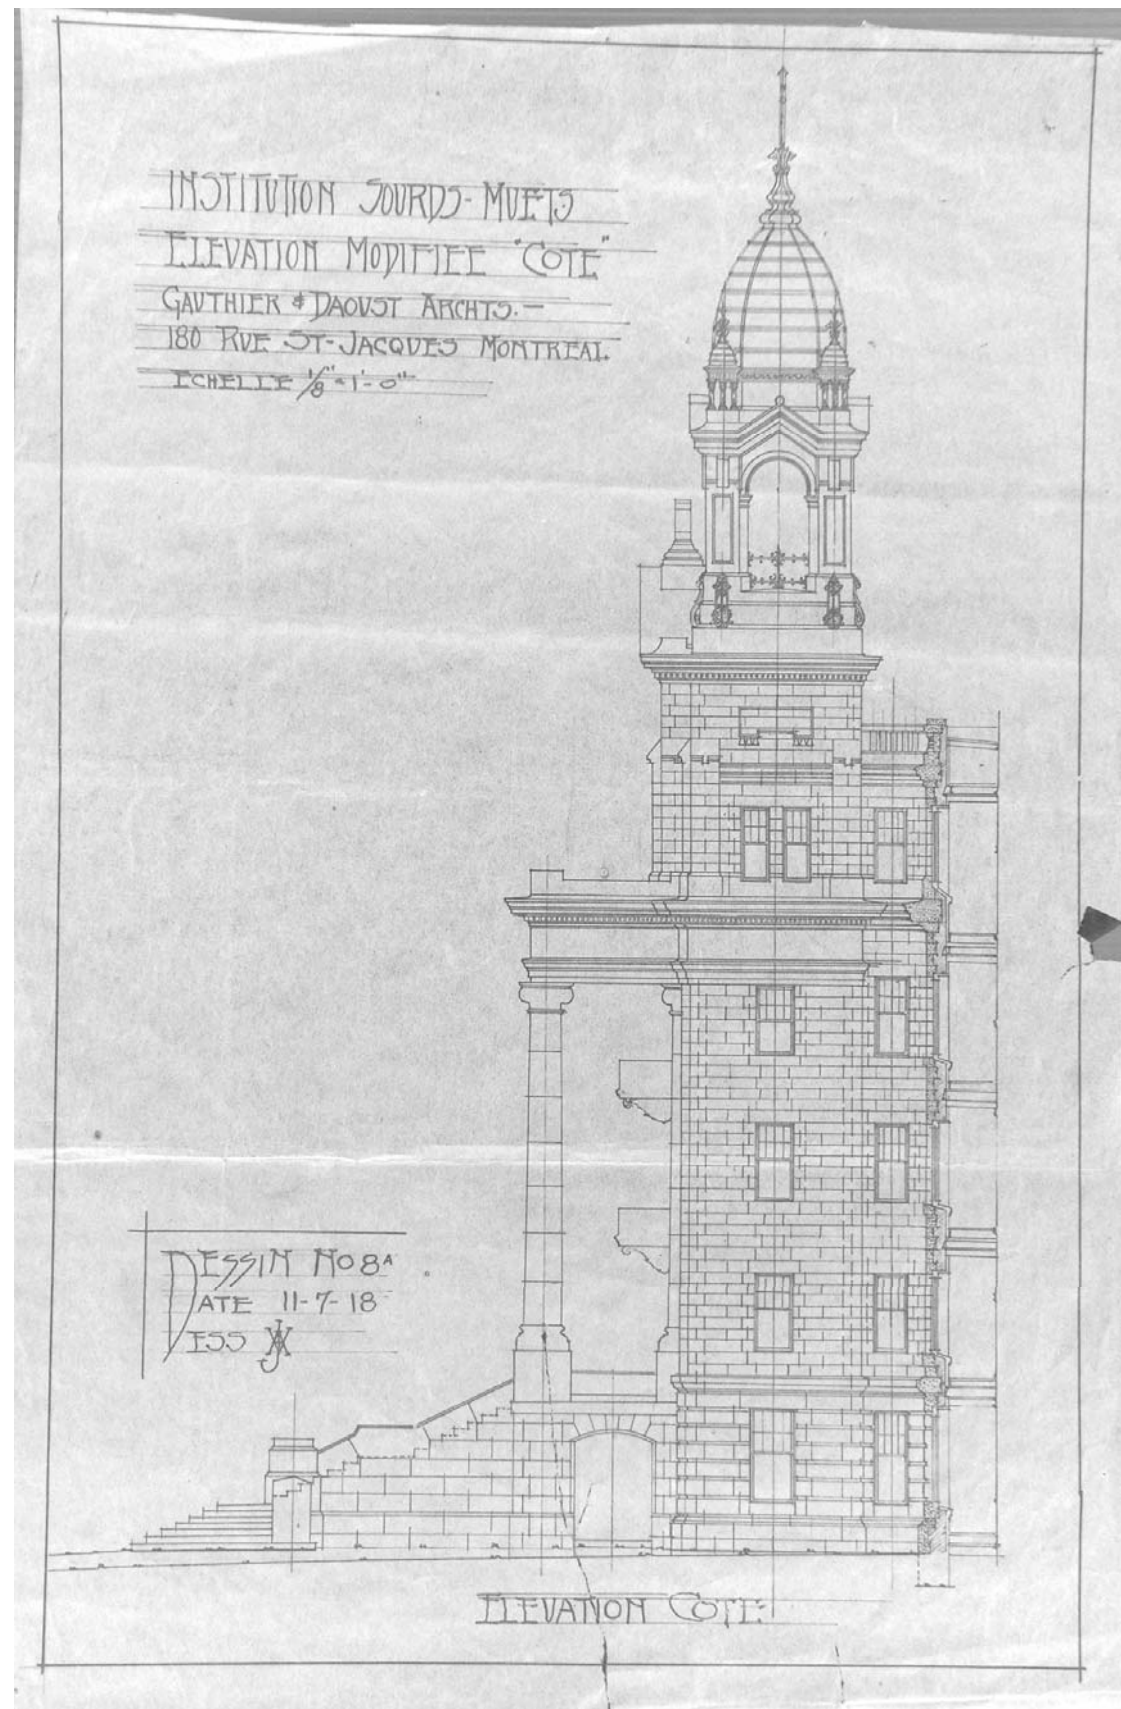 INSTITUTION SOURDS-MUETS
ELEVATION MODIFIEE "COTE"
GAUTHIER & DAOUST ARCHTS.-
180 RUE ST-JACQUES MONTREAL
ECHELLE 1/8" = 1'-0"
DESSIN NO 8A
DATE 11-7-18
DESS
ELEVATION COTE